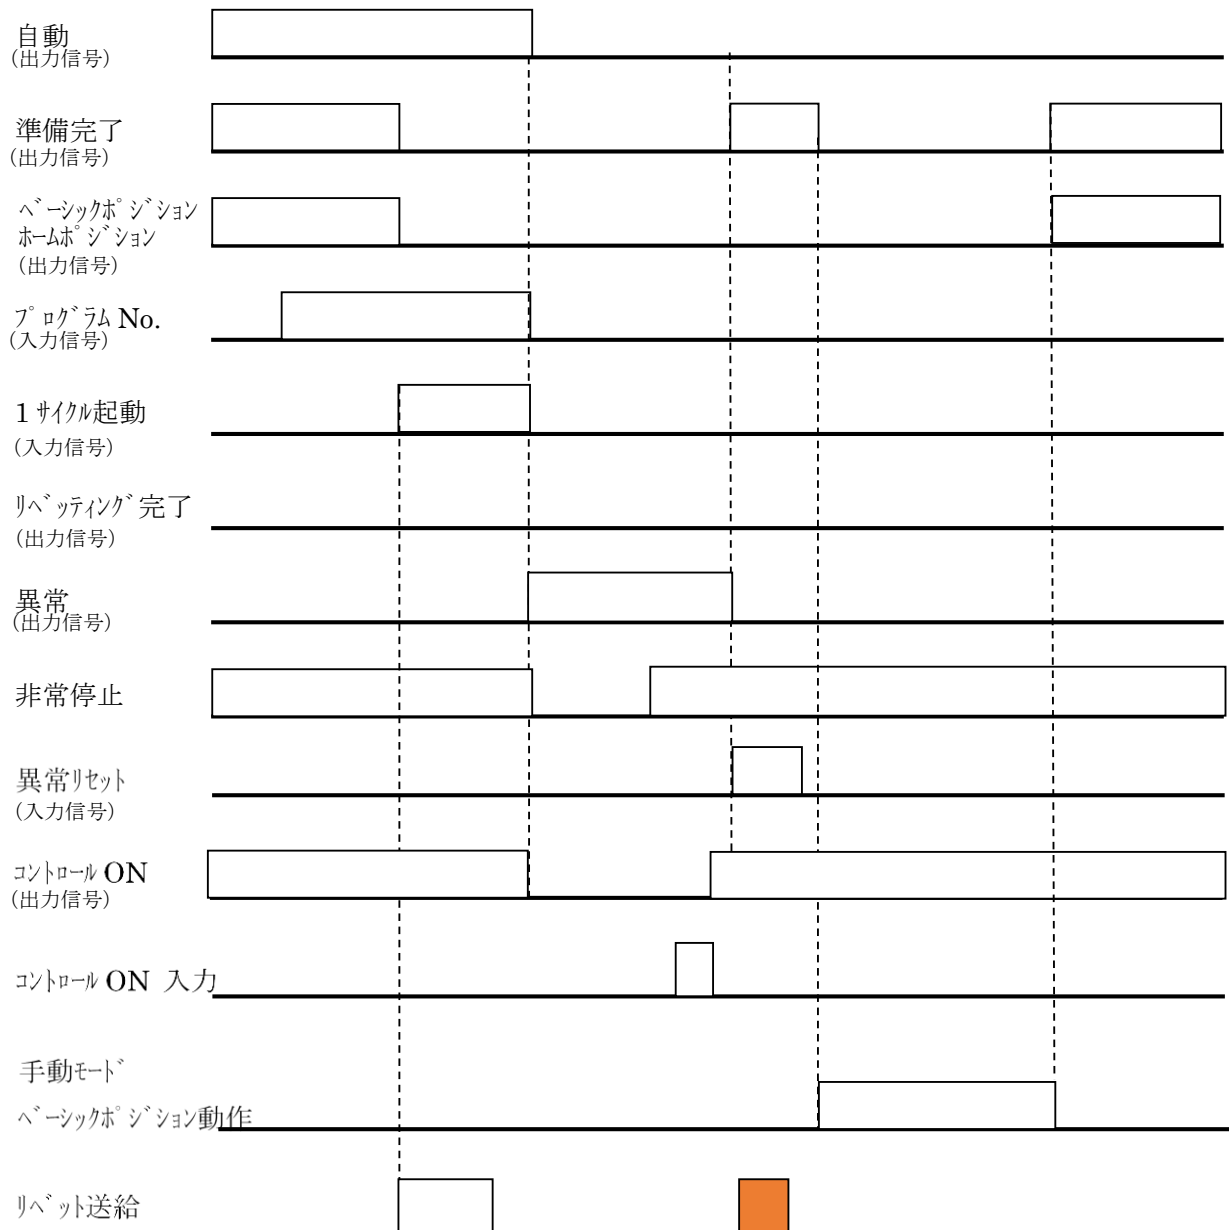 自動
(出力信号)
準備完了
(出力信号)
ﾍﾞｰｼｯｸﾎﾟｼﾞｼｮﾝ
ﾎｰﾑﾎﾟｼﾞｼｮﾝ
(出力信号)
ﾌﾟﾛｸﾞﾗﾑ No.
(入力信号)
1 ｻｲｸﾙ起動
(入力信号)
ﾘﾍﾞｯﾃｨﾝｸﾞ完了
(出力信号)
異常
(出力信号)
非常停止
異常ﾘｾｯﾄ
(入力信号)
ｺﾝﾄﾛｰﾙ ON
(出力信号)
ｺﾝﾄﾛｰﾙ ON 入力
手動ﾓｰﾄﾞ
ﾍﾞｰｼｯｸﾎﾟｼﾞｼｮﾝ動作
ﾘﾍﾞｯﾄ送給